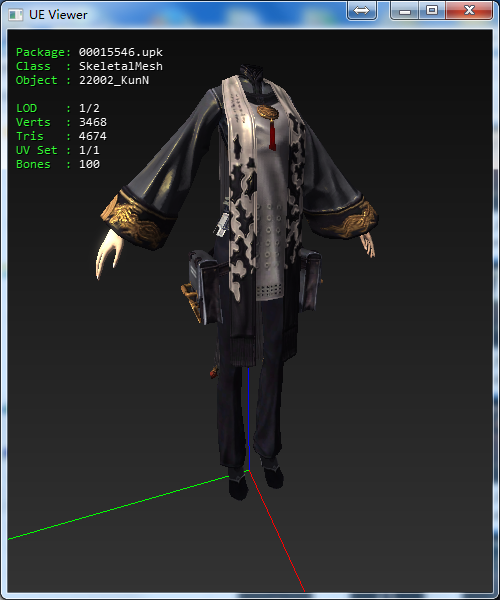 UE Viewer
Package: 00015546.upk
Class : SkeletalMesh
Object : 22002_KunN
LOD : 1/2
Verts : 3468
Tris : 4674
UV Set : 1/1
Bones : 100